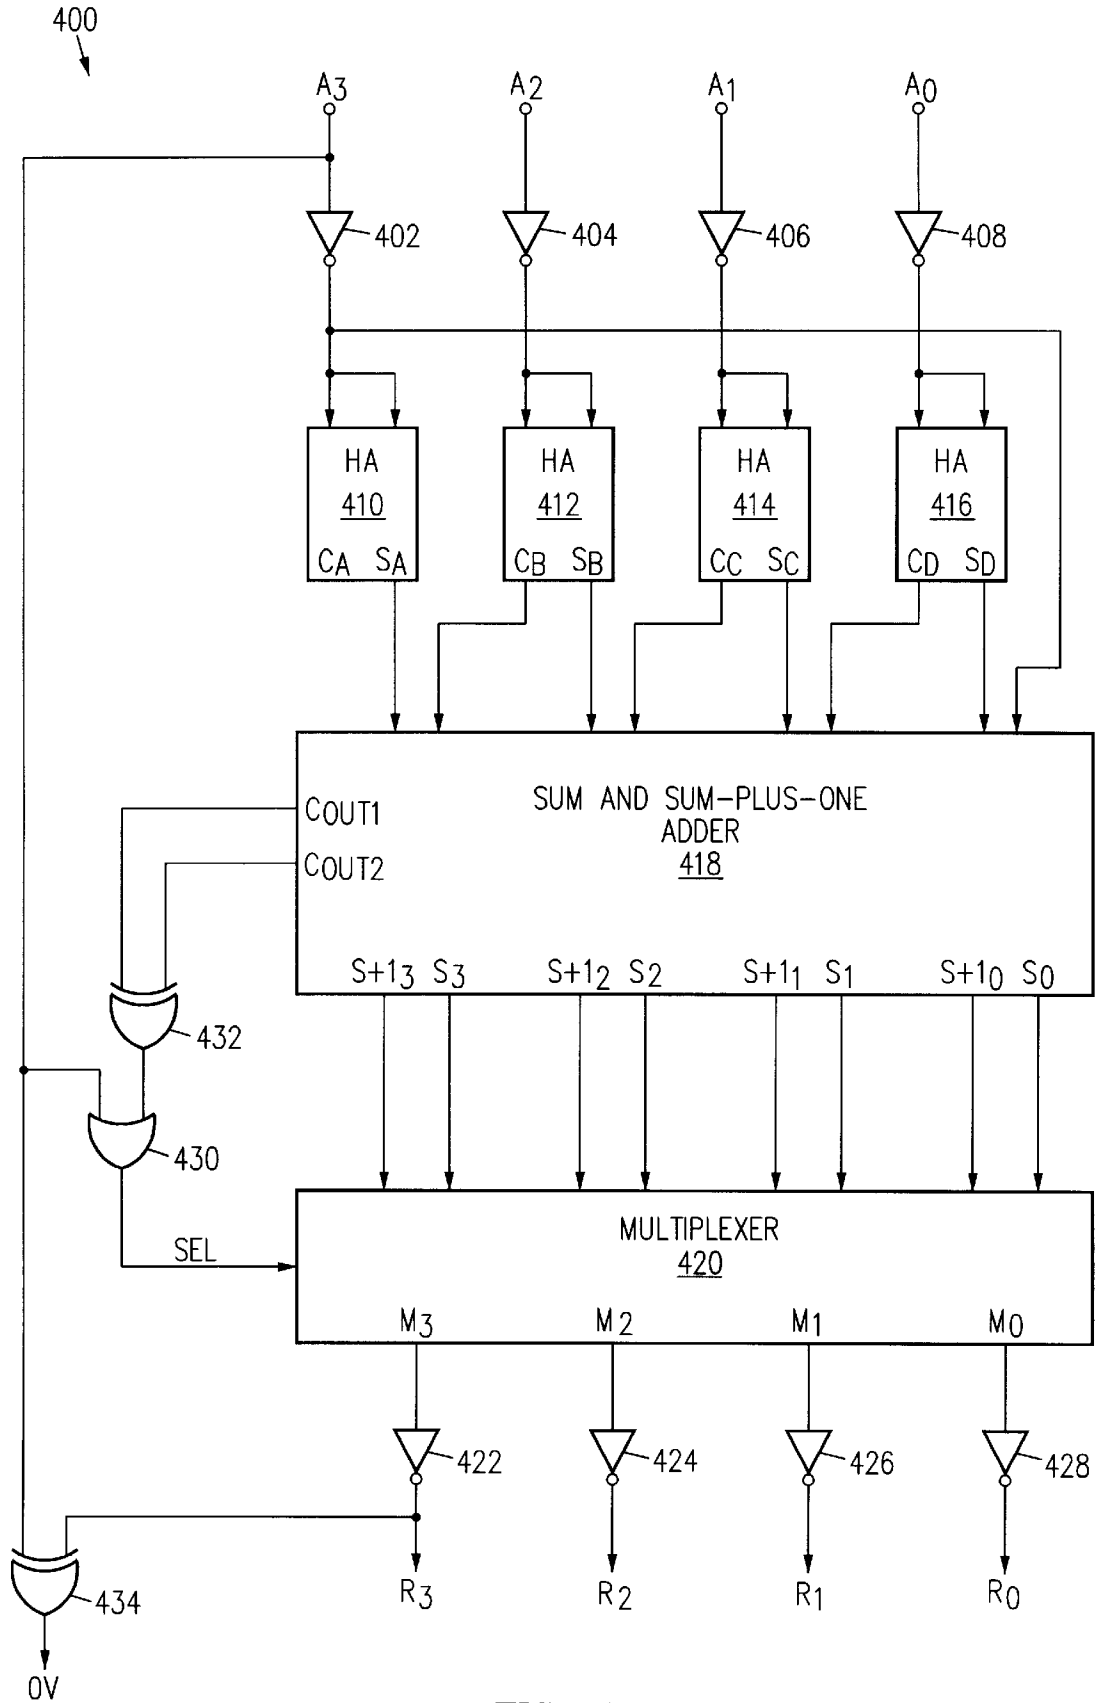 400
A3 A2 A1 A0
402 404 406 408
HA HA HA HA
410 412 414 416
CA SA CB SB CC SC CD SD
SUM AND SUM-PLUS-ONE
ADDER
418
COUT1
COUT2
S+13 S3 S+12 S2 S+11 S1 S+10 S0
432
430
MULTIPLEXER
420
SEL
M3 M2 M1 M0
422 424 426 428
R3 R2 R1 R0
434
OV